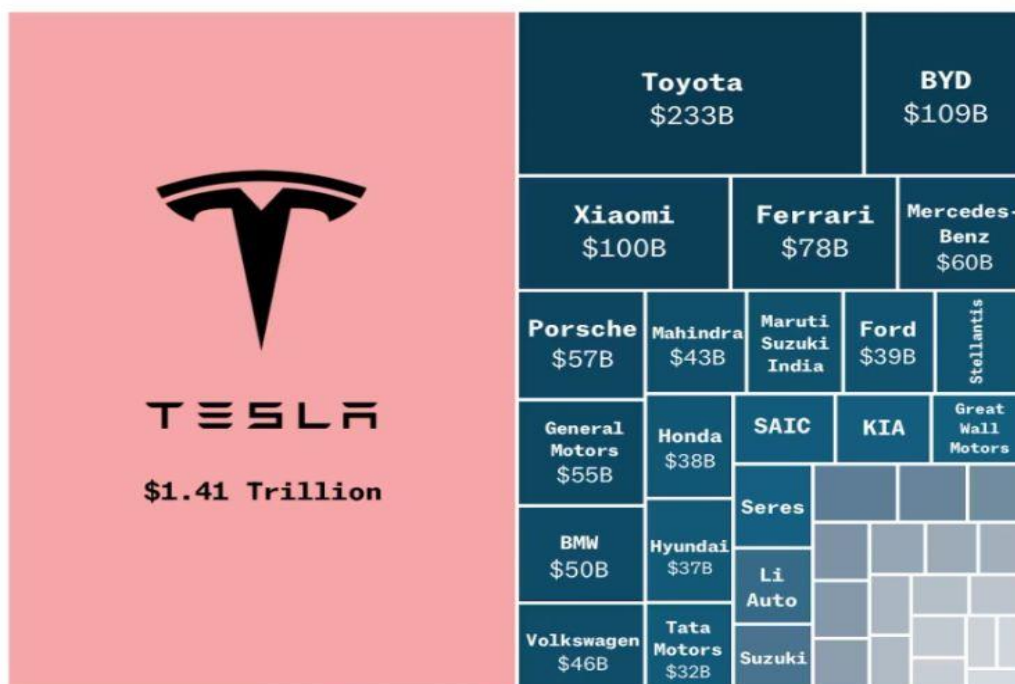 TESLA
$1.41 Trillion
Toyota
$233B
BYD
$109B
Xiaomi
$100B
Ferrari
$78B
Mercedes-
Benz
$60B
Porsche
$57B
Mahindra
$43B
Maruti
Suzuki
India
Ford
$39B
Stellantis
General
Motors
$55B
Honda
$38B
SAIC
KIA
Great
Wall
Motors
Seres
BMW
$50B
Hyundai
$37B
Li
Auto
Volkswagen
$46B
Tata
Motors
$32B
Suzuki